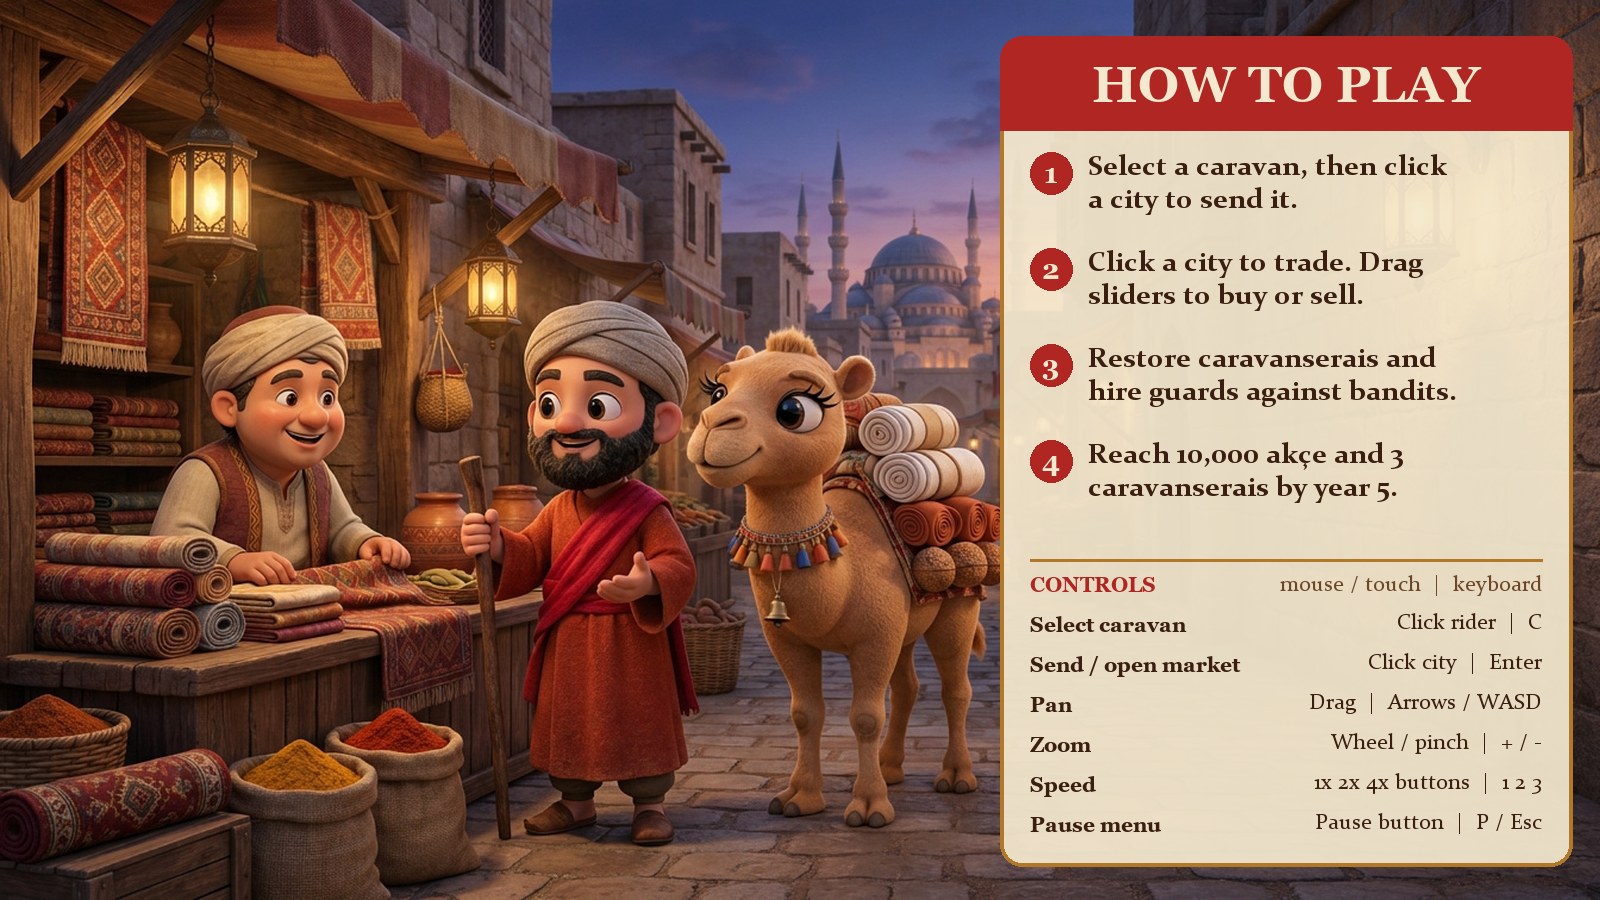 HOW TO PLAY
1 Select a caravan, then click
a city to send it.
2 Click a city to trade. Drag
sliders to buy or sell.
3 Restore caravanserais and
hire guards against bandits.
4 Reach 10,000 akçe and 3
caravanserais by year 5.
CONTROLS mouse / touch | keyboard
Select caravan Click rider | C
Send / open market Click city | Enter
Pan Drag | Arrows / WASD
Zoom Wheel / pinch | + / -
Speed 1x 2x 4x buttons | 1 2 3
Pause menu Pause button | P / Esc